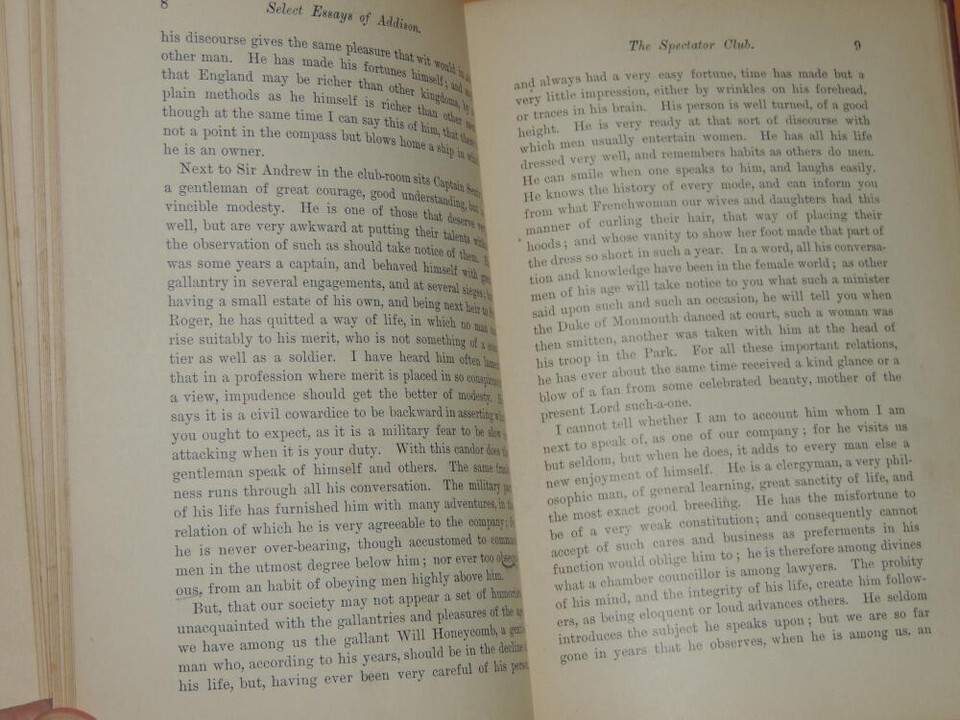 8
Select Essays of Addison.
his discourse gives the same pleasure that wit would in
other man. He has made his fortunes himself; and
that England may be richer than other kingdoms, by
plain methods as he himself is richer than other
though at the same time I can say this of him, that
not a point in the compass but blows home a ship in
he is an owner.
Next to Sir Andrew in the club-room sits Captain
a gentleman of great courage, good understanding, but
vincible modesty. He is one of those that deserve
well, but are very awkward at putting their talents
the observation of such as should take notice of them.
was some years a captain, and behaved himself with
gallantry in several engagements, and at several sieges;
having a small estate of his own, and being next heir to
Roger, he has quitted a way of life, in which no man
rise suitably to his merit, who is not something of a
tier as well as a soldier. I have heard him often
that in a profession where merit is placed in so
a view, impudence should get the better of modesty.
says it is a civil cowardice to be backward in asserting
you ought to expect, as it is a military fear to be slow
attacking when it is your duty. With this candor does
gentleman speak of himself and others. The same
ness runs through all his conversation. The military
of his life has furnished him with many adventures, in
relation of which he is very agreeable to the company;
he is never over-bearing, though accustomed to
men in the utmost degree below him; nor ever too
ous, from an habit of obeying men highly above him.
But, that our society may not appear a set of
unacquainted with the gallantries and pleasures of the
we have among us the gallant Will Honeycomb, a
man who, according to his years, should be in the decline
his life, but, having ever been very careful of his
The Spectator Club.
9
and always had a very easy fortune, time has made but a
very little impression, either by wrinkles on his forehead,
or traces in his brain. His person is well turned, of a good
height. He is very ready at that sort of discourse with
which men usually entertain women. He has all his life
dressed very well, and remembers habits as others do men.
He can smile when one speaks to him, and laughs easily.
He knows the history of every mode, and can inform you
from what Frenchwoman our wives and daughters had this
manner of curling their hair, that way of placing their
hoods; and whose vanity to show her foot made that part of
the dress so short in such a year. In a word, all his conversa-
tion and knowledge have been in the female world; as other
men of his age will take notice to you what such a minister
said upon such and such an occasion, he will tell you when
the Duke of Monmouth danced at court, such a woman was
then smitten, another was taken with him at the head of
his troop in the Park. For all these important relations,
he has ever about the same time received a kind glance or a
blow of a fan from some celebrated beauty, mother of the
present Lord such-a-one.
I cannot tell whether I am to account him whom I am
next to speak of, as one of our company; for he visits us
but seldom, but when he does, it adds to every man else a
new enjoyment of himself. He is a clergyman, a very phil-
osophic man, of general learning, great sanctity of life, and
the most exact good breeding. He has the misfortune to
be of a very weak constitution; and consequently cannot
accept of such cares and business as preferments in his
function would oblige him to; he is therefore among divines
what a chamber councillor is among lawyers. The probity
of his mind, and the integrity of his life, create him follow-
ers, as being eloquent or loud advances others. He seldom
introduces the subject he speaks upon; but we are so far
gone in years that he observes, when he is among us, an